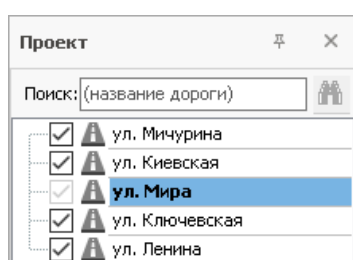 Проект
Поиск: (название дороги)
ул. Мичурина
ул. Киевская
ул. Мира
ул. Ключевская
ул. Ленина